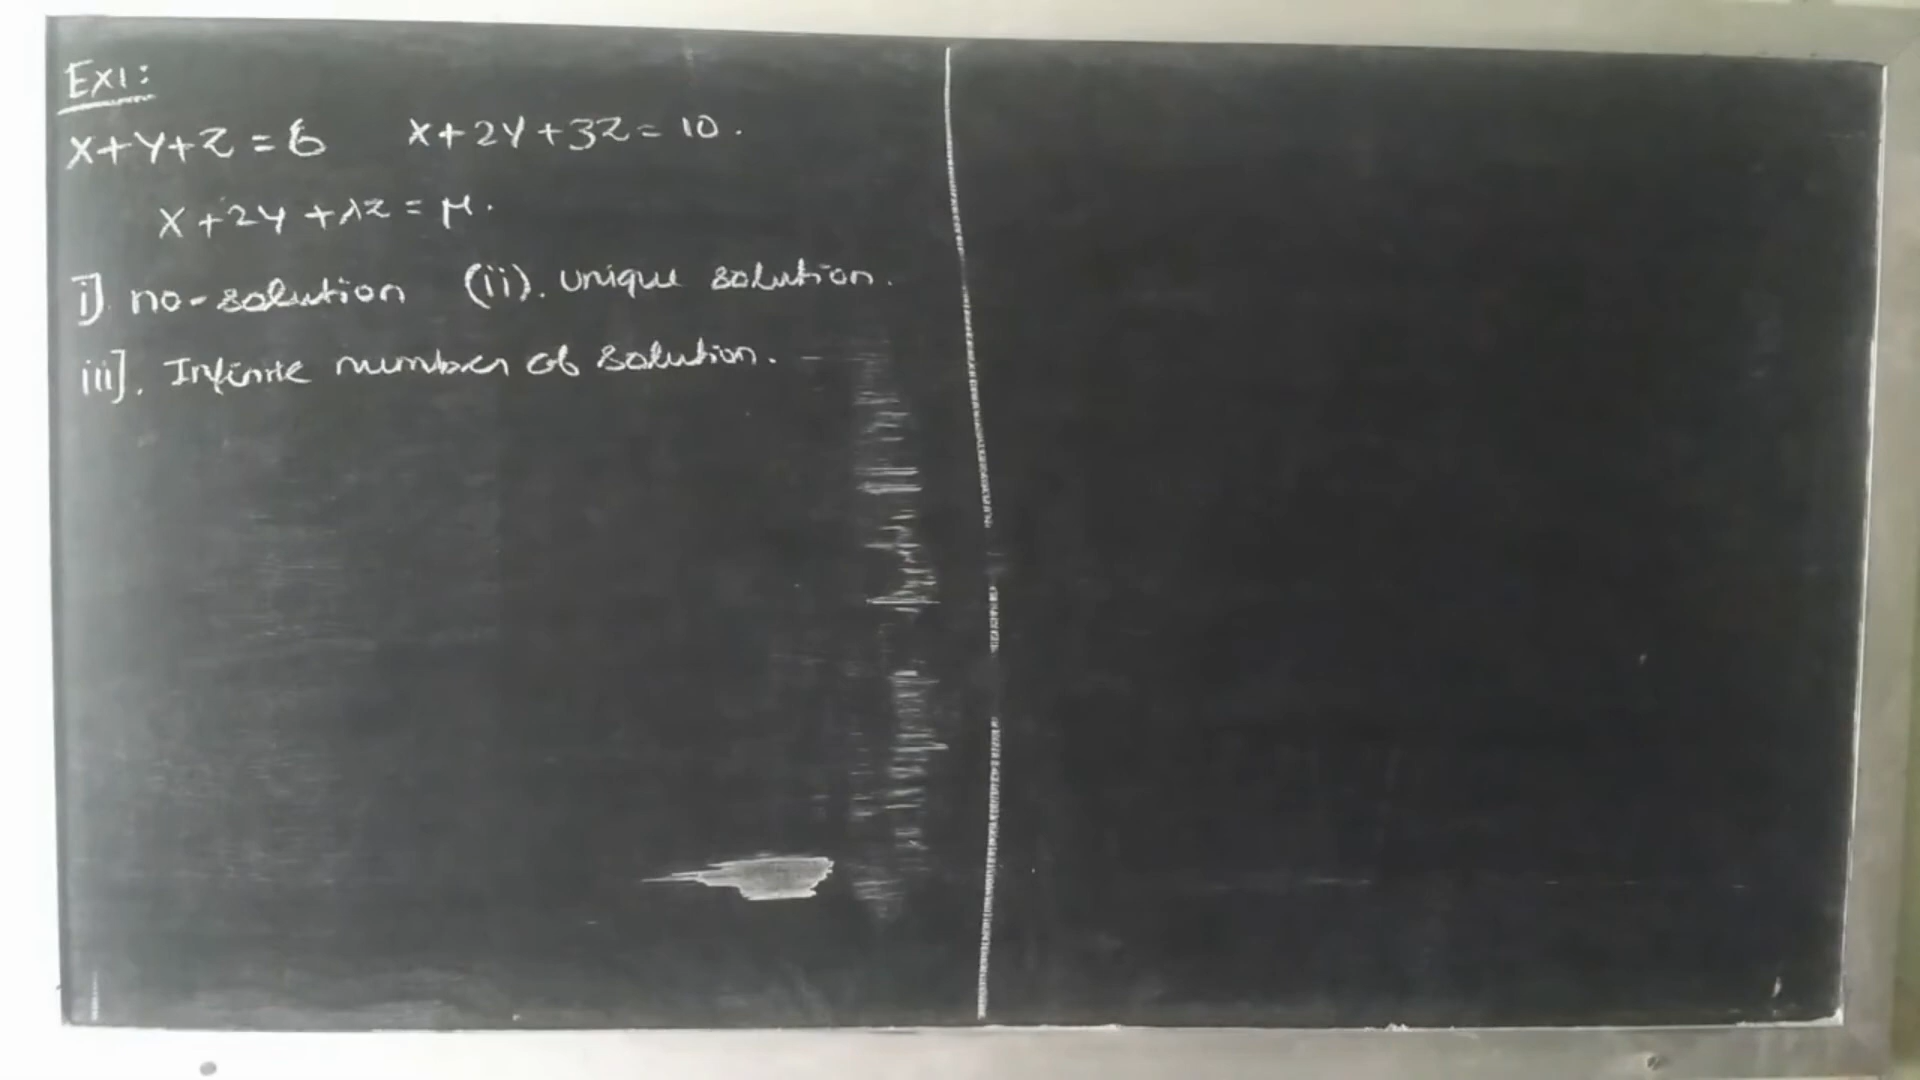 Ex1:
x+y+z = 6 x+2y+3z = 10.
x+2y+λz = μ.
i]. no-solution (ii). unique solution.
iii]. Infinite number of solution.